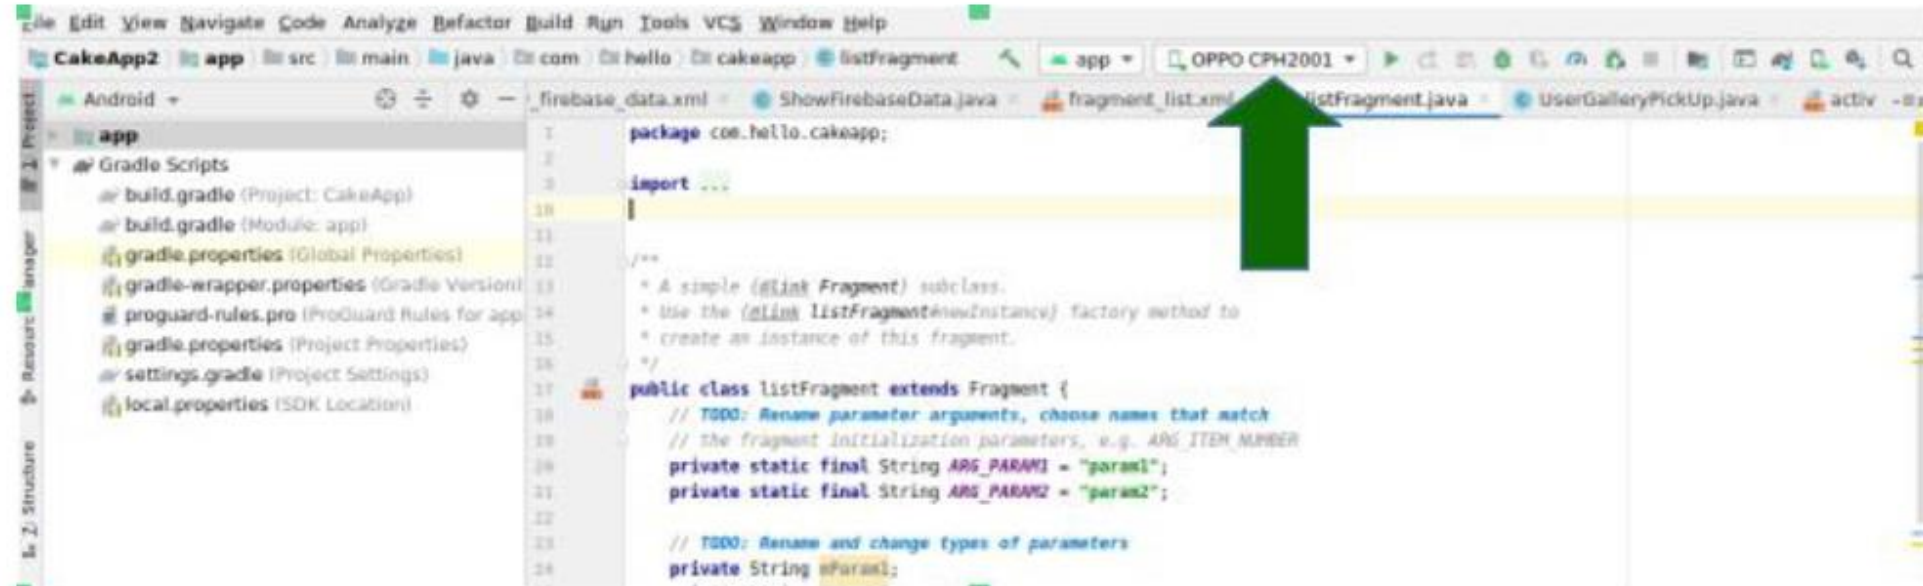 File Edit View Navigate Code Analyze Refactor Build Run Tools VCS Window Help
CakeApp2 app src main java com hello cakeapp listFragment app OPPO CPH2001
Android _firebase_data.xml ShowFirebaseData.java fragment_list.xml listFragment.java UserGalleryPickUp.java activ
1: Project
app
Gradle Scripts
build.gradle (Project: CakeApp)
build.gradle (Module: app)
gradle.properties (Global Properties)
gradle-wrapper.properties (Gradle Version)
proguard-rules.pro (ProGuard Rules for app
gradle.properties (Project Properties)
settings.gradle (Project Settings)
local.properties (SDK Location)
Resource Manager
Z: Structure
1 package com.hello.cakeapp;
2
3 import ...
10
11
12 /**
13 * A simple {@link Fragment} subclass.
14 * Use the {@link listFragment#newInstance} factory method to
15 * create an instance of this fragment.
16 */
17 public class listFragment extends Fragment {
18 // TODO: Rename parameter arguments, choose names that match
19 // the fragment initialization parameters, e.g. ARG_ITEM_NUMBER
20 private static final String ARG_PARAM1 = "param1";
21 private static final String ARG_PARAM2 = "param2";
22
23 // TODO: Rename and change types of parameters
24 private String mParam1;